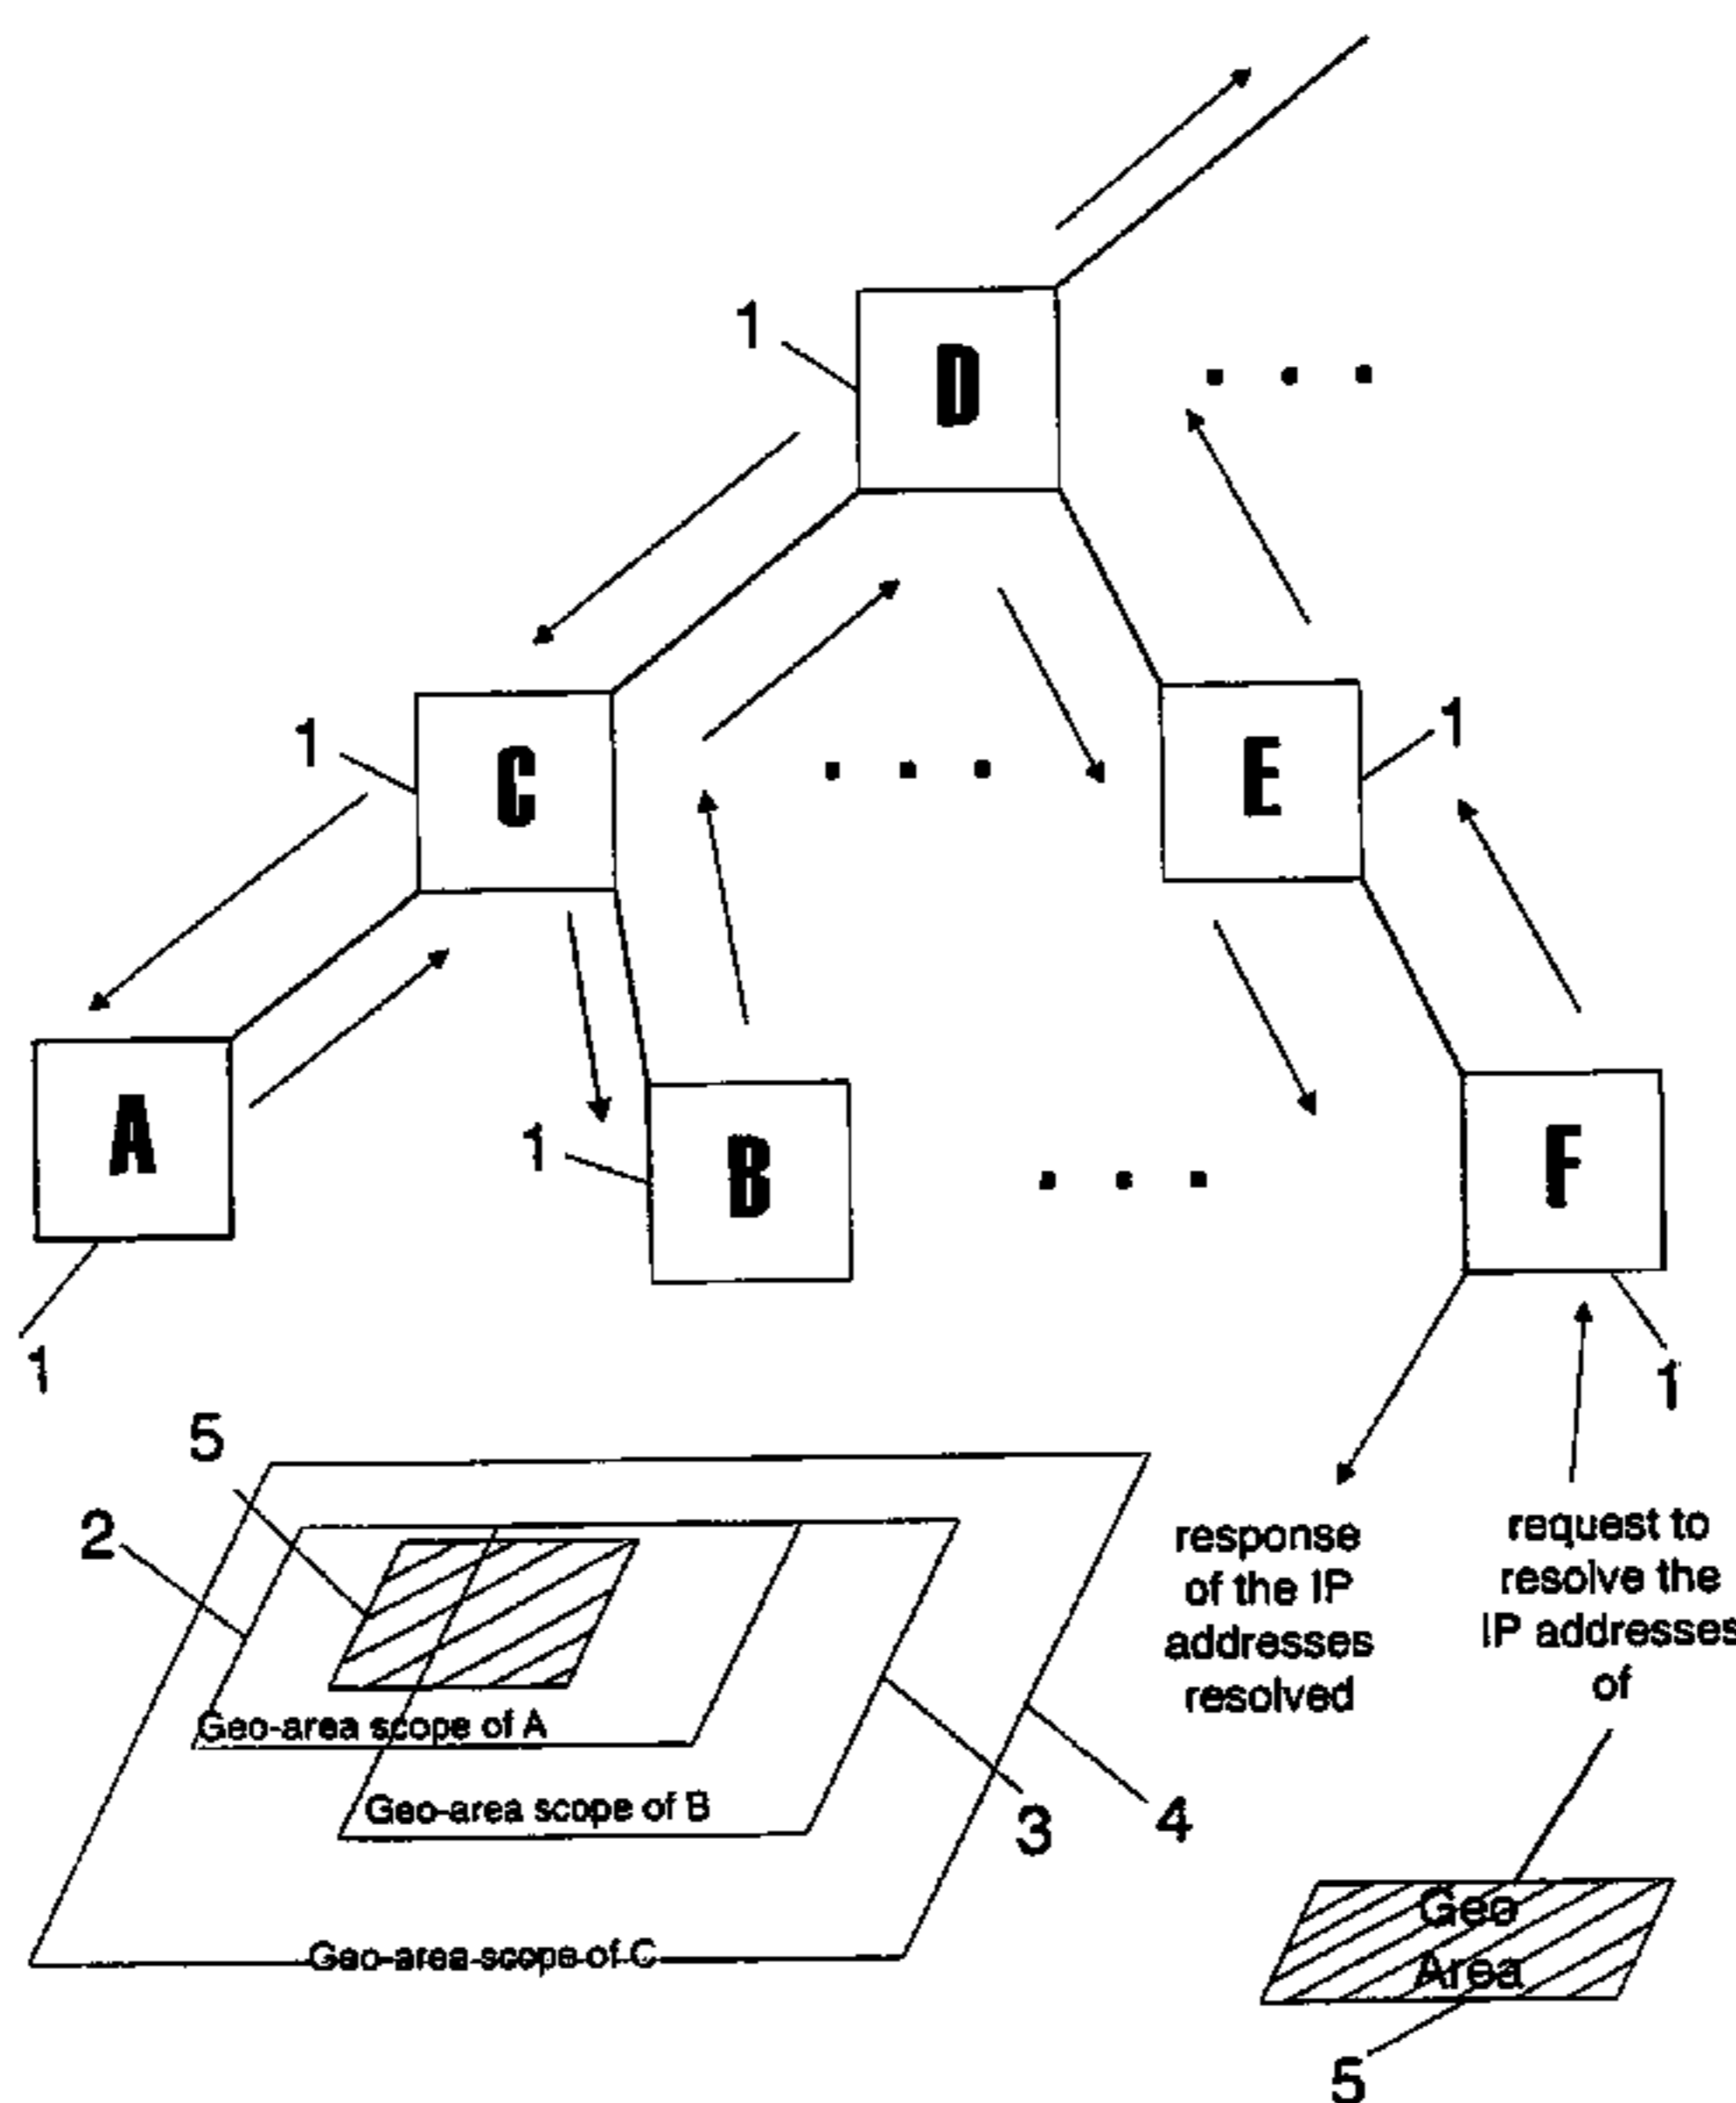 1
D
1
C
E
1
A
1
B
F
1
1
5
2
response
of the IP
addresses
resolved
request to
resolve the
IP addresses
of
Geo-area scope of A
Geo-area scope of B
3
4
Geo-area scope of C
Geo
Area
5